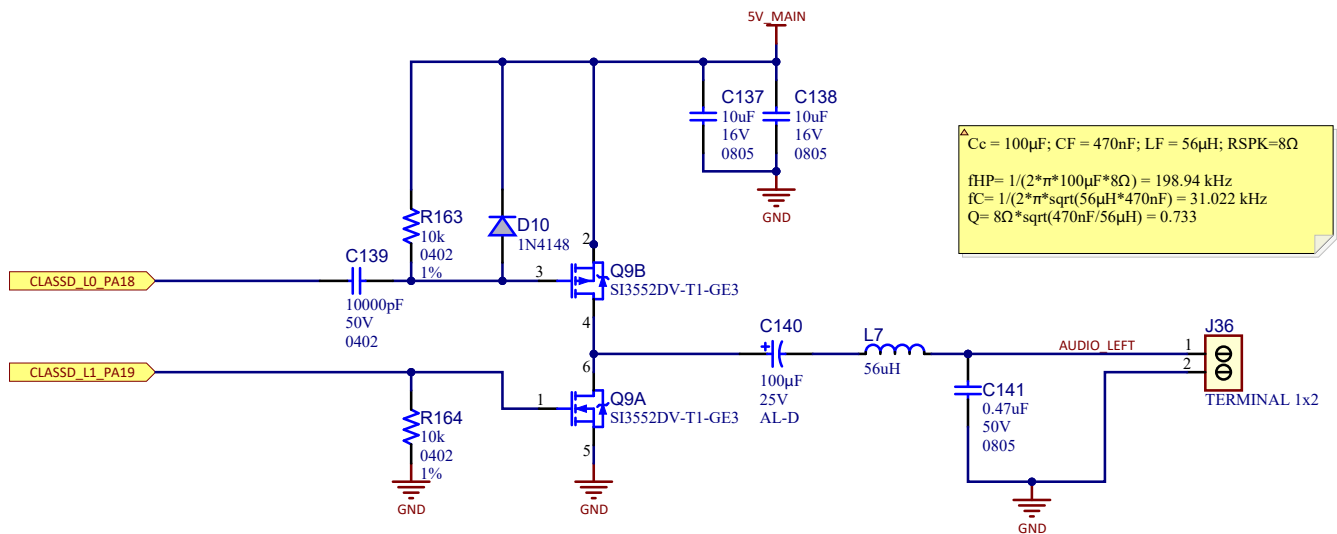 5V_MAIN
C137
10uF
16V
0805
C138
10uF
16V
0805
GND
Cc = 100µF; CF = 470nF; LF = 56µH; RSPK=8Ω
fHP= 1/(2*π*100µF*8Ω) = 198.94 kHz
fC= 1/(2*π*sqrt(56µH*470nF) = 31.022 kHz
Q= 8Ω*sqrt(470nF/56µH) = 0.733
R163
10k
0402
1%
D10
1N4148
CLASSD_L0_PA18
C139
10000pF
50V
0402
2
3
4
Q9B
SI3552DV-T1-GE3
CLASSD_L1_PA19
R164
10k
0402
1%
GND
6
1
5
Q9A
SI3552DV-T1-GE3
GND
C140
+
100µF
25V
AL-D
L7
56uH
AUDIO_LEFT
C141
0.47uF
50V
0805
GND
J36
1
2
TERMINAL 1x2